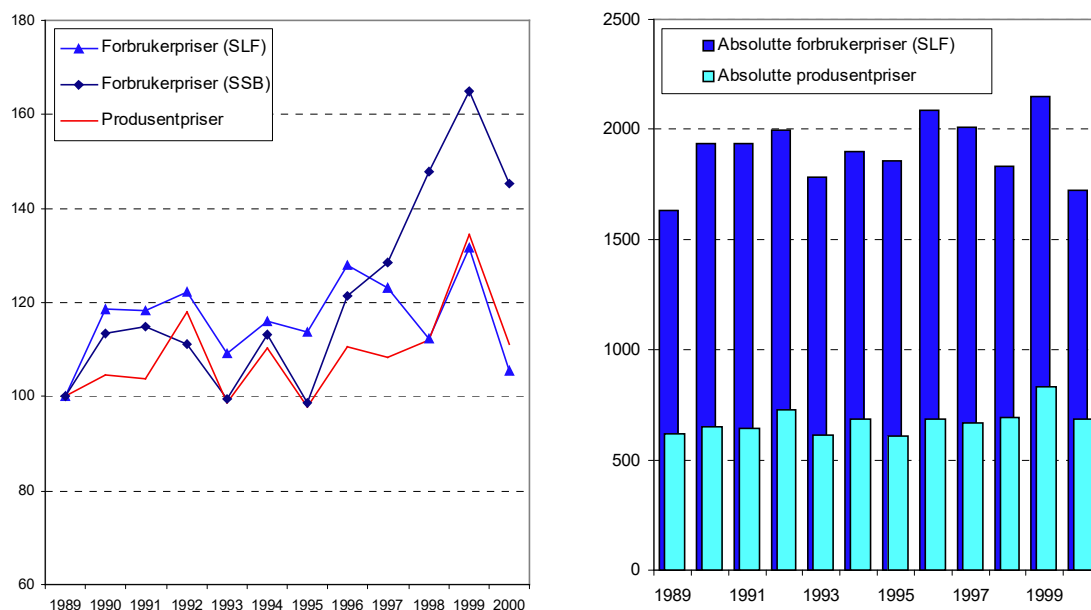 120
Forbrukerpriser (SLF)
Forbrukerpriser (SSB)
Produsentpriser
180
160
140
120
100
80
60
1989 1990 1991 1992 1993 1994 1995 1996 1997 1998 1999 2000
2500
Absolutte forbrukerpriser (SLF)
Absolutte produsentpriser
2000
1500
1000
500
0
1989 1991 1993 1995 1997 1999